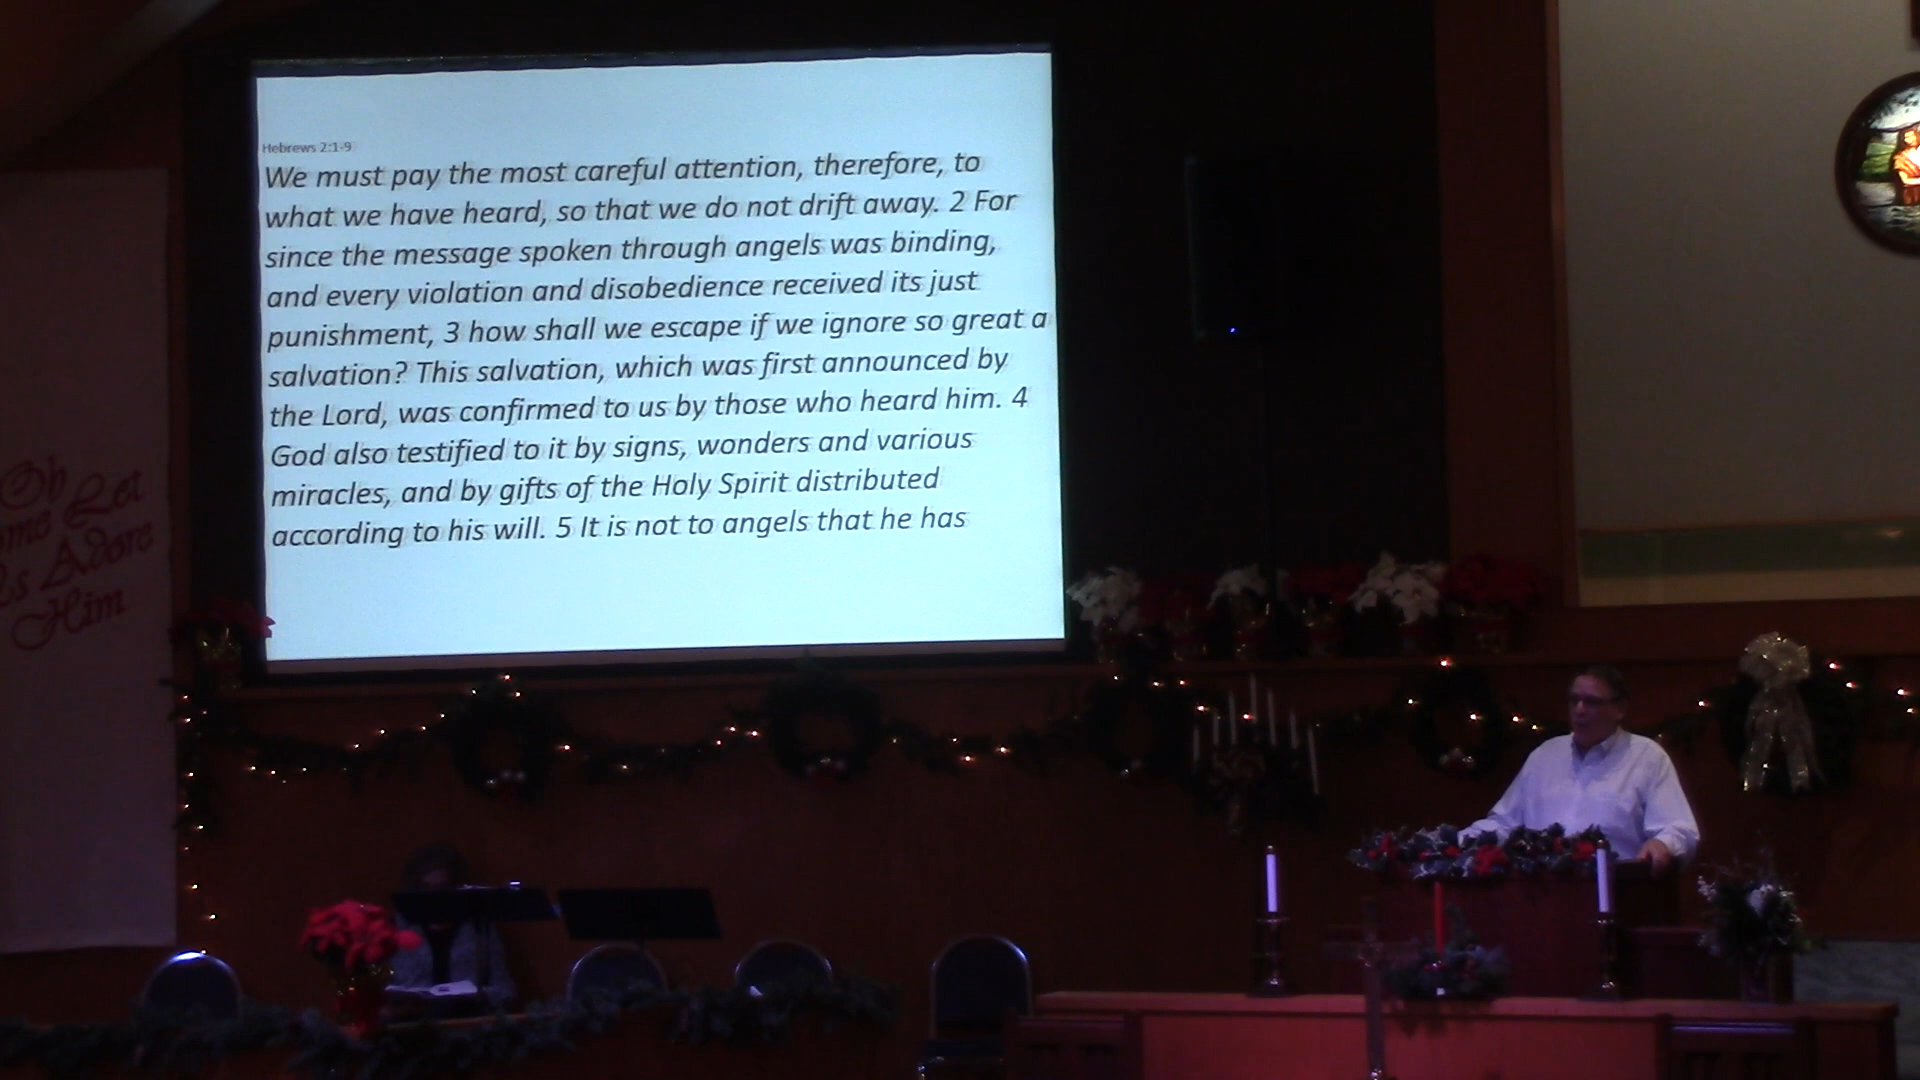 Hebrews 2:1-9
We must pay the most careful attention, therefore, to
what we have heard, so that we do not drift away. 2 For
since the message spoken through angels was binding,
and every violation and disobedience received its just
punishment, 3 how shall we escape if we ignore so great a
salvation? This salvation, which was first announced by
the Lord, was confirmed to us by those who heard him. 4
God also testified to it by signs, wonders and various
miracles, and by gifts of the Holy Spirit distributed
according to his will. 5 It is not to angels that he has
Oh
ome Let
Us Adore
Him